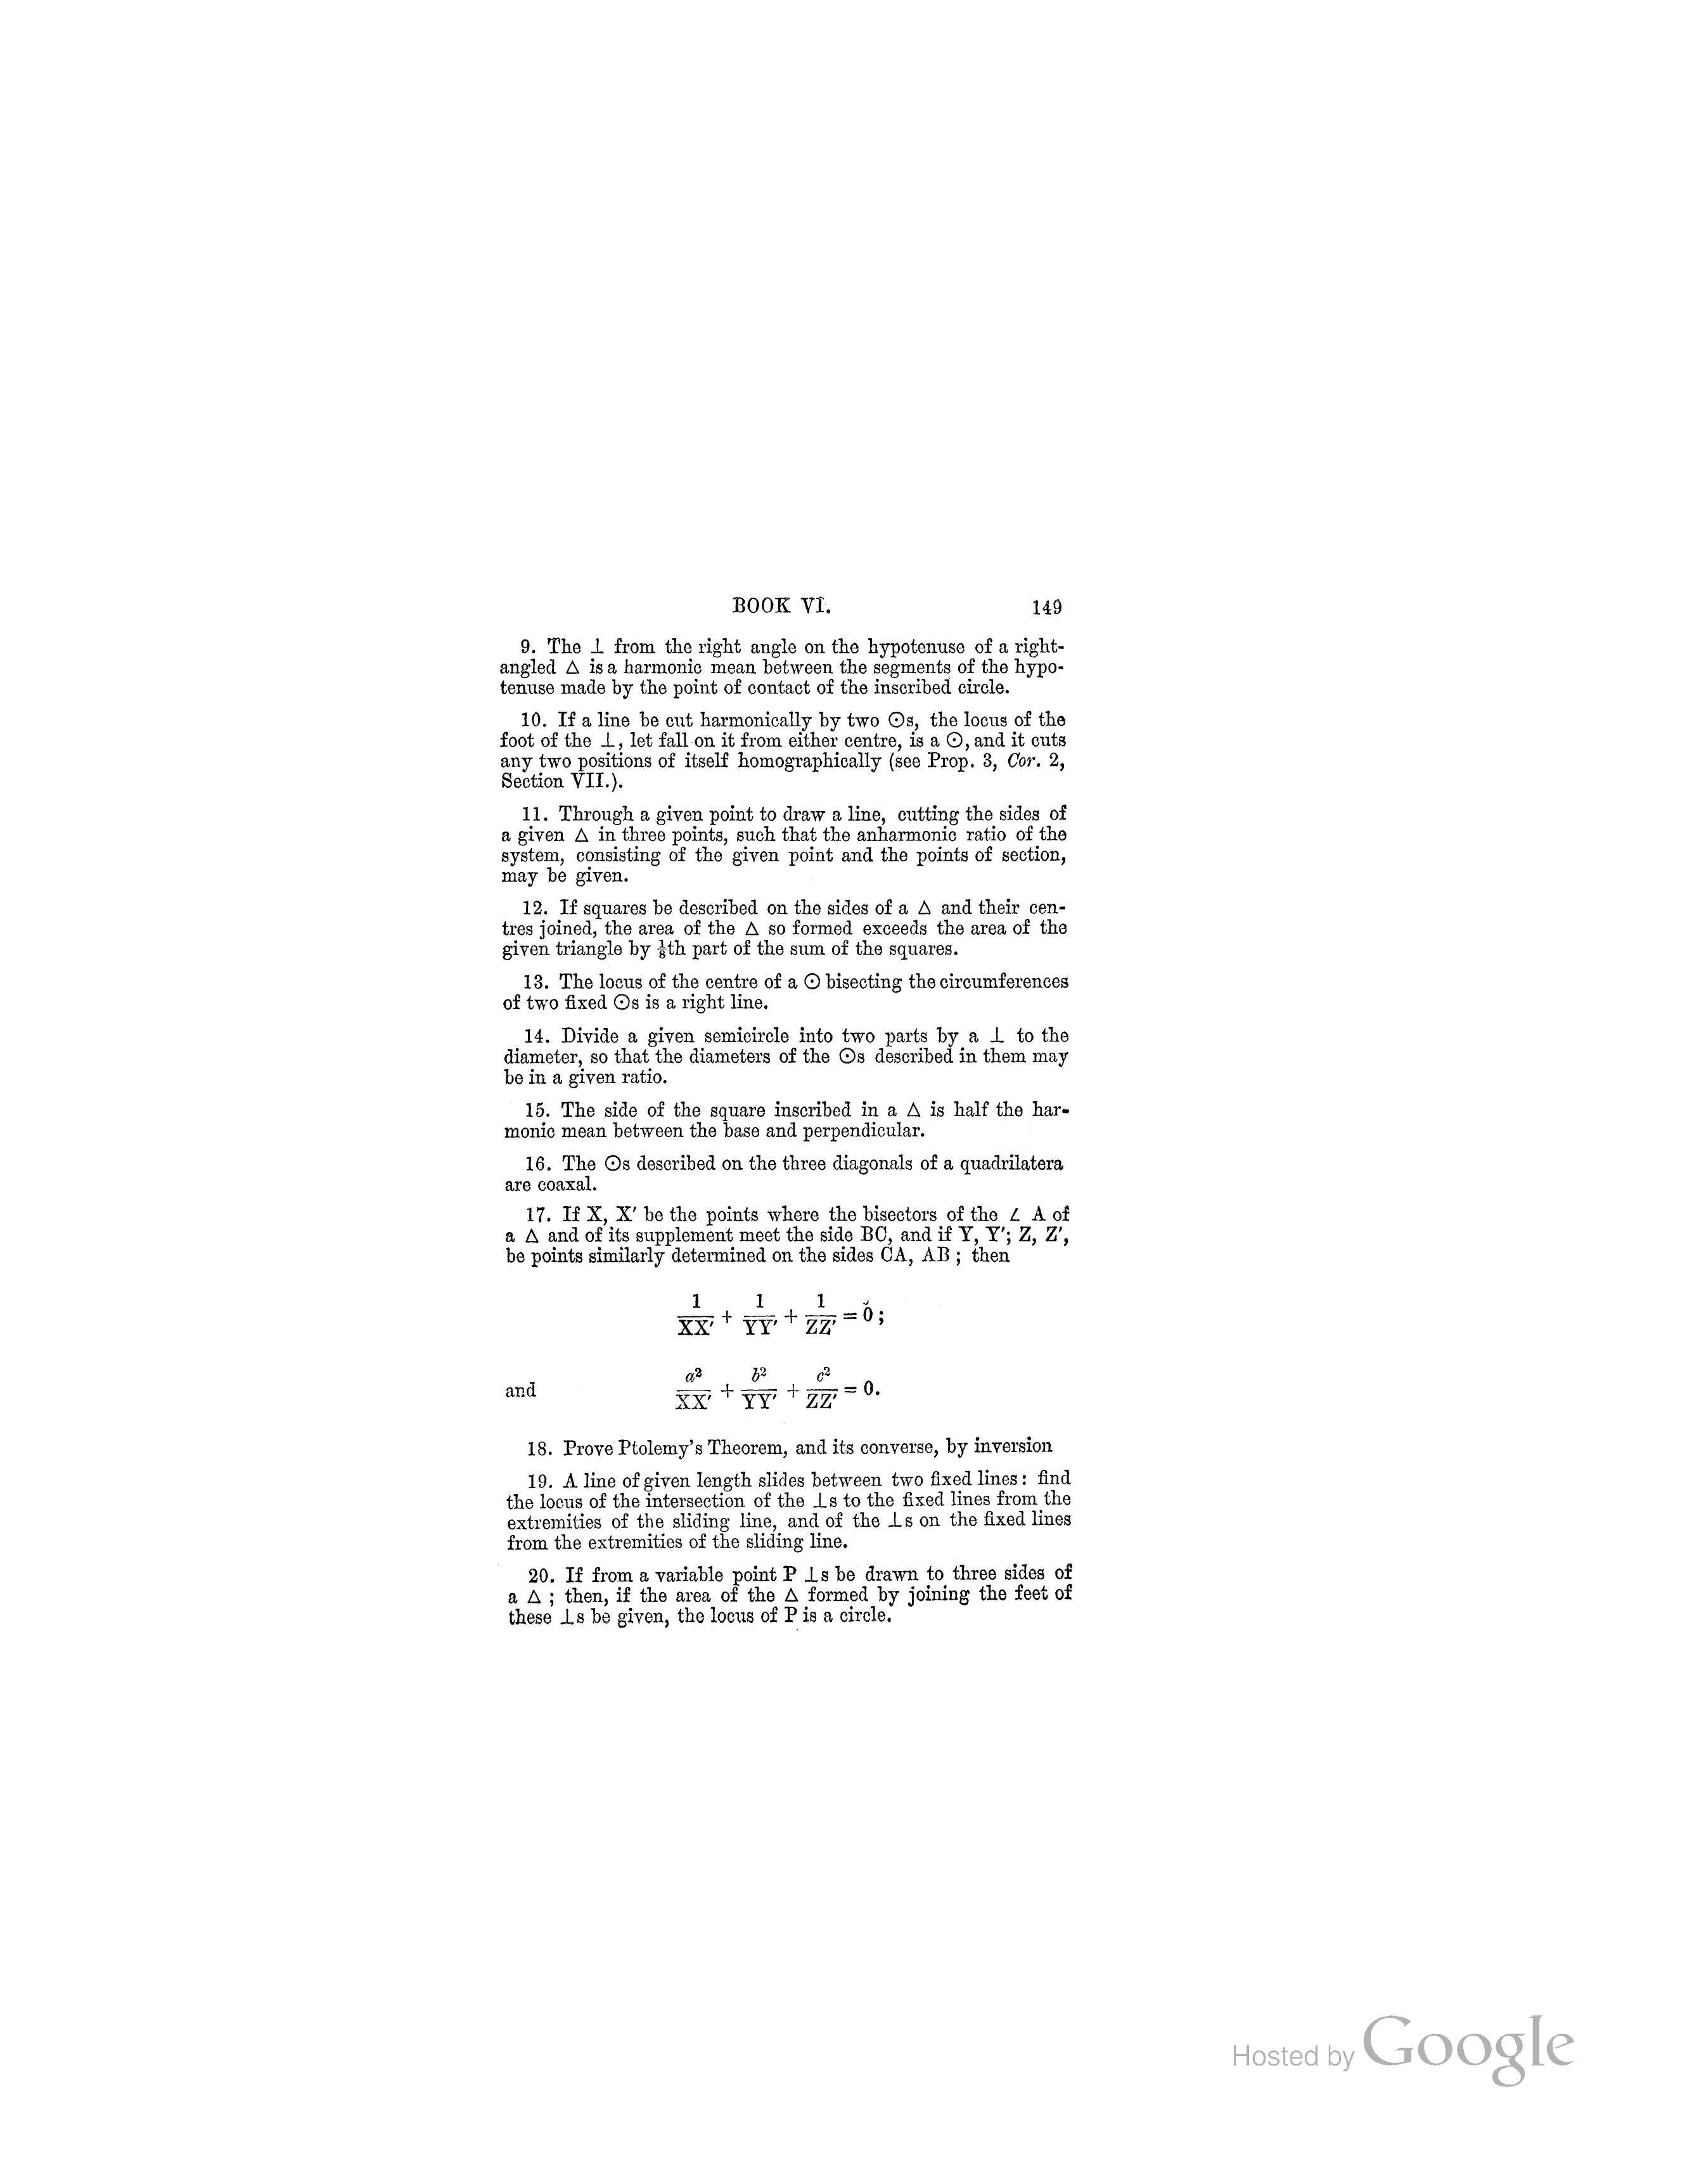 BOOK VI. 149
9. The ⊥ from the right angle on the hypotenuse of a right-
angled △ is a harmonic mean between the segments of the hypo-
tenuse made by the point of contact of the inscribed circle.
10. If a line be cut harmonically by two ⊙s, the locus of the
foot of the ⊥, let fall on it from either centre, is a ⊙, and it cuts
any two positions of itself homographically (see Prop. 3, Cor. 2,
Section VII.).
11. Through a given point to draw a line, cutting the sides of
a given △ in three points, such that the anharmonic ratio of the
system, consisting of the given point and the points of section,
may be given.
12. If squares be described on the sides of a △ and their cen-
tres joined, the area of the △ so formed exceeds the area of the
given triangle by ⅛th part of the sum of the squares.
13. The locus of the centre of a ⊙ bisecting the circumferences
of two fixed ⊙s is a right line.
14. Divide a given semicircle into two parts by a ⊥ to the
diameter, so that the diameters of the ⊙s described in them may
be in a given ratio.
15. The side of the square inscribed in a △ is half the har-
monic mean between the base and perpendicular.
16. The ⊙s described on the three diagonals of a quadrilatera
are coaxal.
17. If X, X′ be the points where the bisectors of the ∠ A of
a △ and of its supplement meet the side BC, and if Y, Y′; Z, Z′,
be points similarly determined on the sides CA, AB; then
1/XX′ + 1/YY′ + 1/ZZ′ = 0;
and a²/XX′ + b²/YY′ + c²/ZZ′ = 0.
18. Prove Ptolemy's Theorem, and its converse, by inversion
19. A line of given length slides between two fixed lines: find
the locus of the intersection of the ⊥s to the fixed lines from the
extremities of the sliding line, and of the ⊥s on the fixed lines
from the extremities of the sliding line.
20. If from a variable point P ⊥s be drawn to three sides of
a △; then, if the area of the △ formed by joining the feet of
these ⊥s be given, the locus of P is a circle.
Hosted by Google